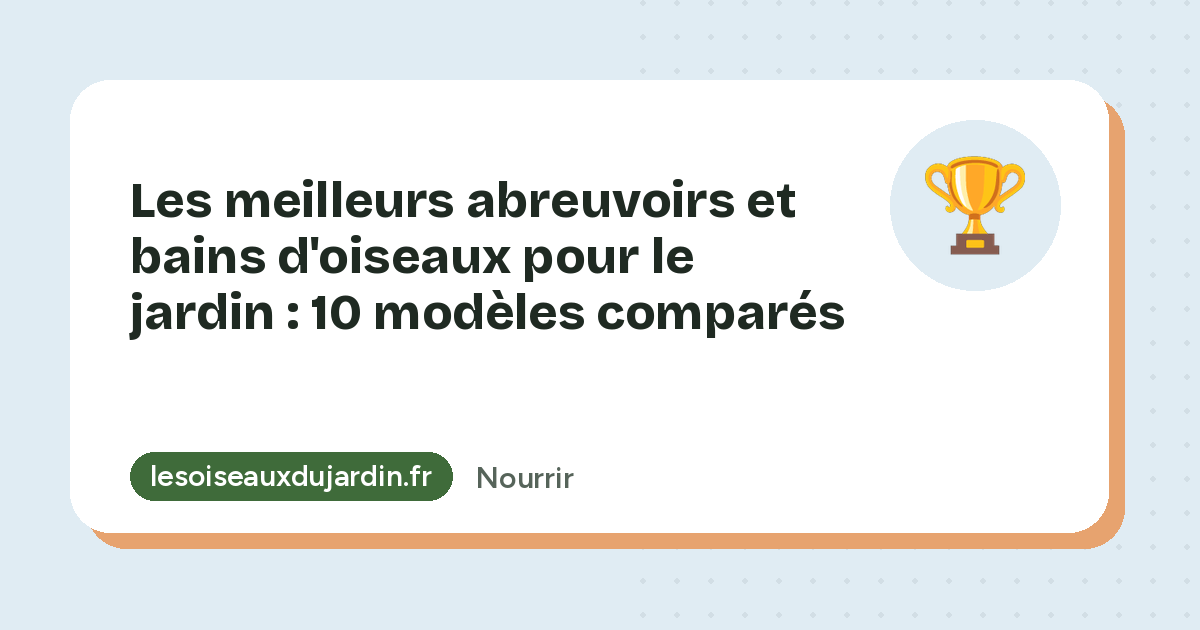 Les meilleurs abreuvoirs et
bains d'oiseaux pour le
jardin : 10 modèles comparés
lesoiseauxdujardin.fr
Nourrir